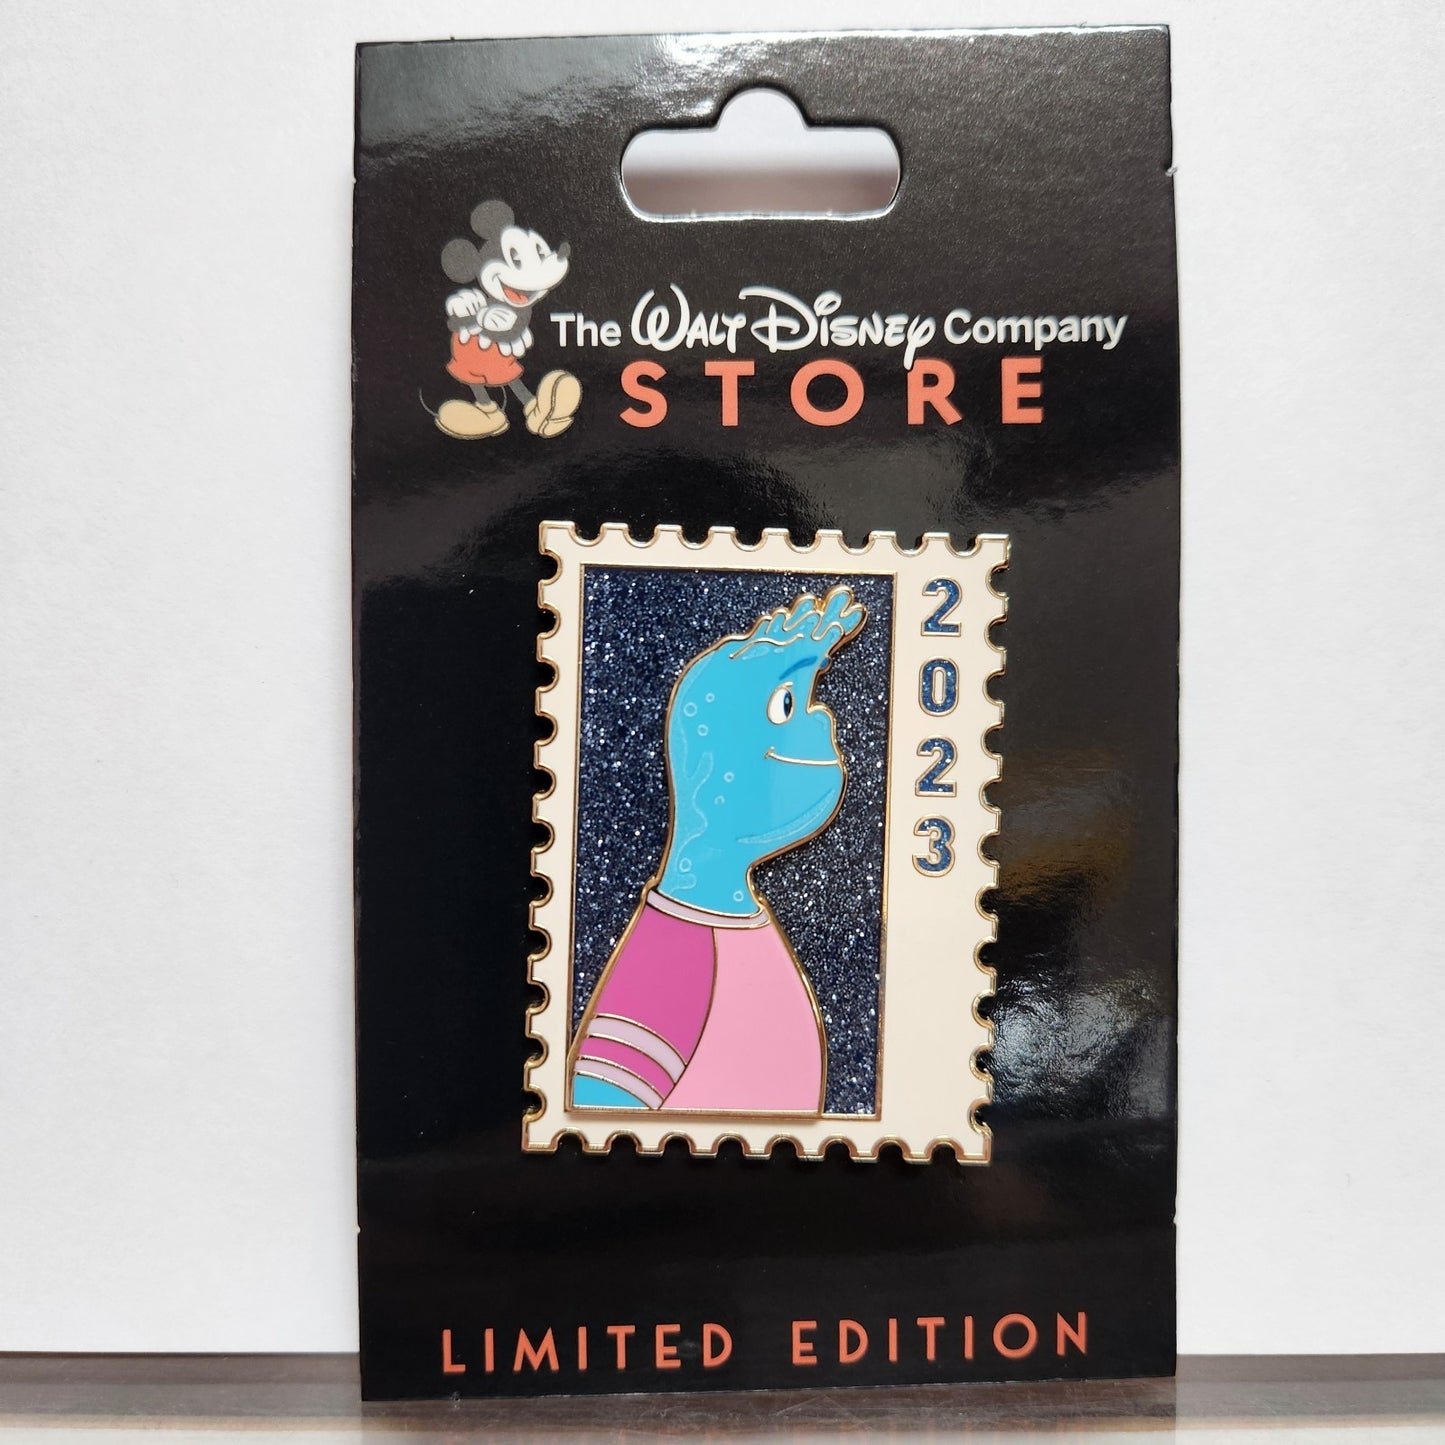 The Walt Disney Company
STORE
2023
LIMITED EDITION